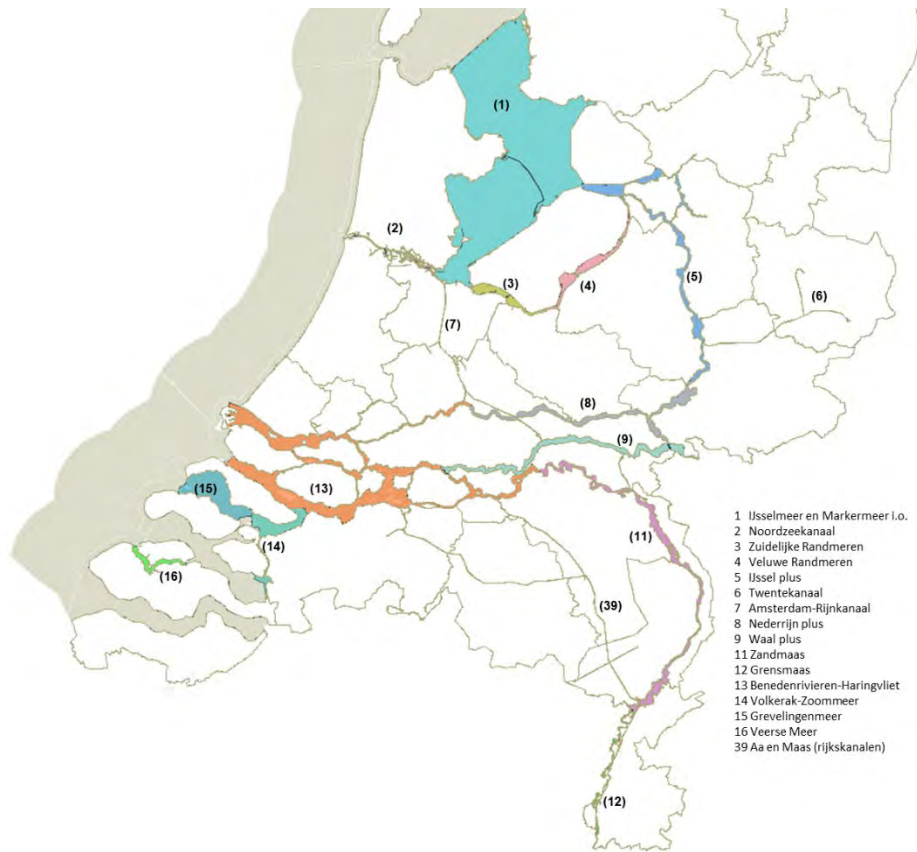 (1)
(2)
(3)
(4)
(5)
(6)
(7)
(8)
(9)
(13)
(15)
(14)
(11)
(16)
(39)
(12)
1 IJsselmeer en Markermeer i.o.
2 Noordzeekanaal
3 Zuidelijke Randmeren
4 Veluwe Randmeren
5 IJssel plus
6 Twentekanaal
7 Amsterdam-Rijnkanaal
8 Nederrijn plus
9 Waal plus
11 Zandmaas
12 Grensmaas
13 Benedenrivieren-Haringvliet
14 Volkerak-Zoommeer
15 Grevelingenmeer
16 Veerse Meer
39 Aa en Maas (rijkskanalen)